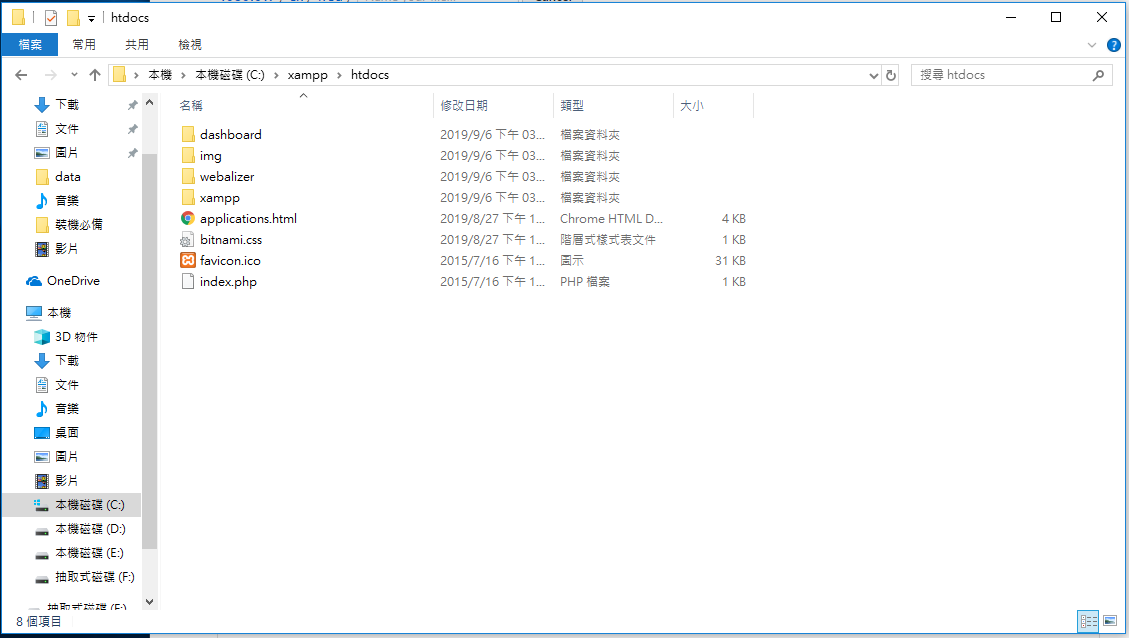 htdocs
檔案 常用 共用 檢視
本機 本機磁碟 (C:) xampp htdocs 搜尋 htdocs
名稱 修改日期 類型 大小
dashboard 2019/9/6 下午 03... 檔案資料夾
img 2019/9/6 下午 03... 檔案資料夾
webalizer 2019/9/6 下午 03... 檔案資料夾
xampp 2019/9/6 下午 03... 檔案資料夾
applications.html 2019/8/27 下午 1... Chrome HTML D... 4 KB
bitnami.css 2019/8/27 下午 1... 階層式樣式表文件 1 KB
favicon.ico 2015/7/16 下午 1... 圖示 31 KB
index.php 2015/7/16 下午 1... PHP 檔案 1 KB
下載
文件
圖片
data
音樂
裝機必備
影片
OneDrive
本機
3D 物件
下載
文件
音樂
桌面
圖片
影片
本機磁碟 (C:)
本機磁碟 (D:)
本機磁碟 (E:)
抽取式磁碟 (F:)
抽取式磁碟 (F:)
8 個項目